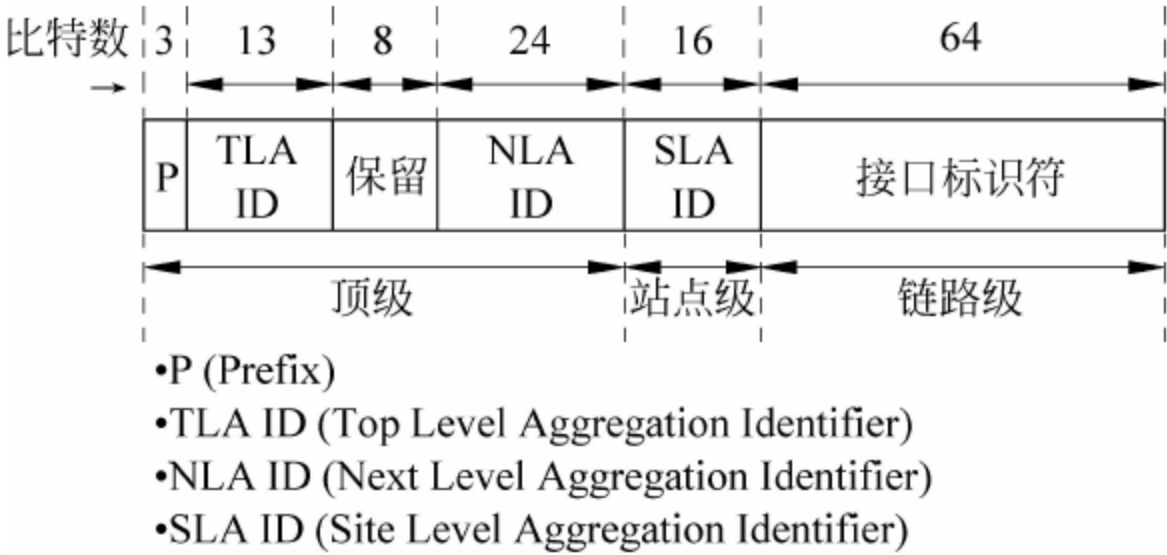 比特数 3 13 8 24 16 64
P TLA ID 保留 NLA ID SLA ID 接口标识符
顶级 站点级 链路级
•P (Prefix)
•TLA ID (Top Level Aggregation Identifier)
•NLA ID (Next Level Aggregation Identifier)
•SLA ID (Site Level Aggregation Identifier)